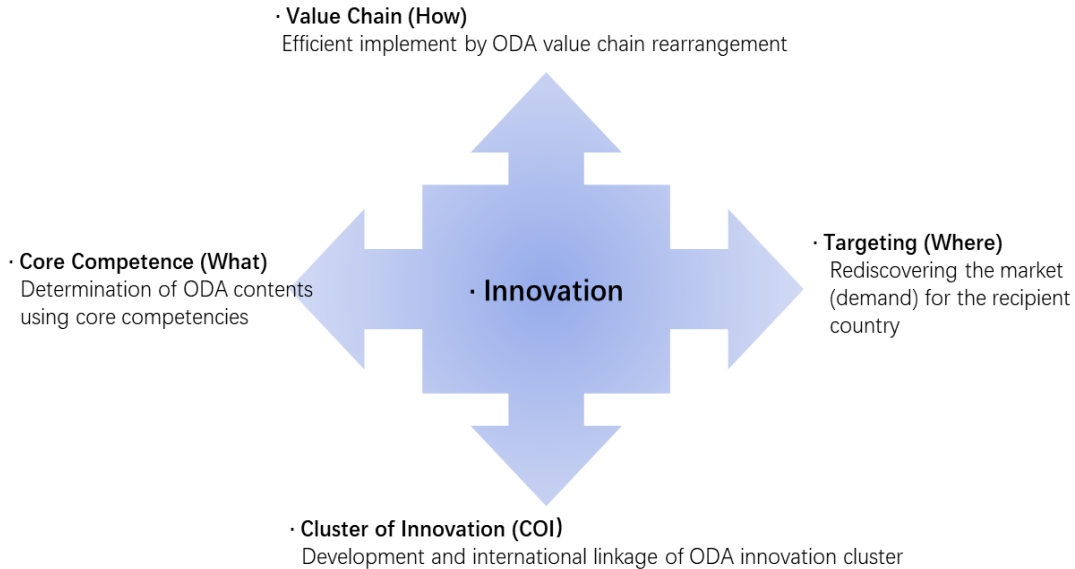 · Value Chain (How)
Efficient implement by ODA value chain rearrangement
· Core Competence (What)
Determination of ODA contents
using core competencies
· Innovation
· Targeting (Where)
Rediscovering the market
(demand) for the recipient
country
· Cluster of Innovation (COI)
Development and international linkage of ODA innovation cluster